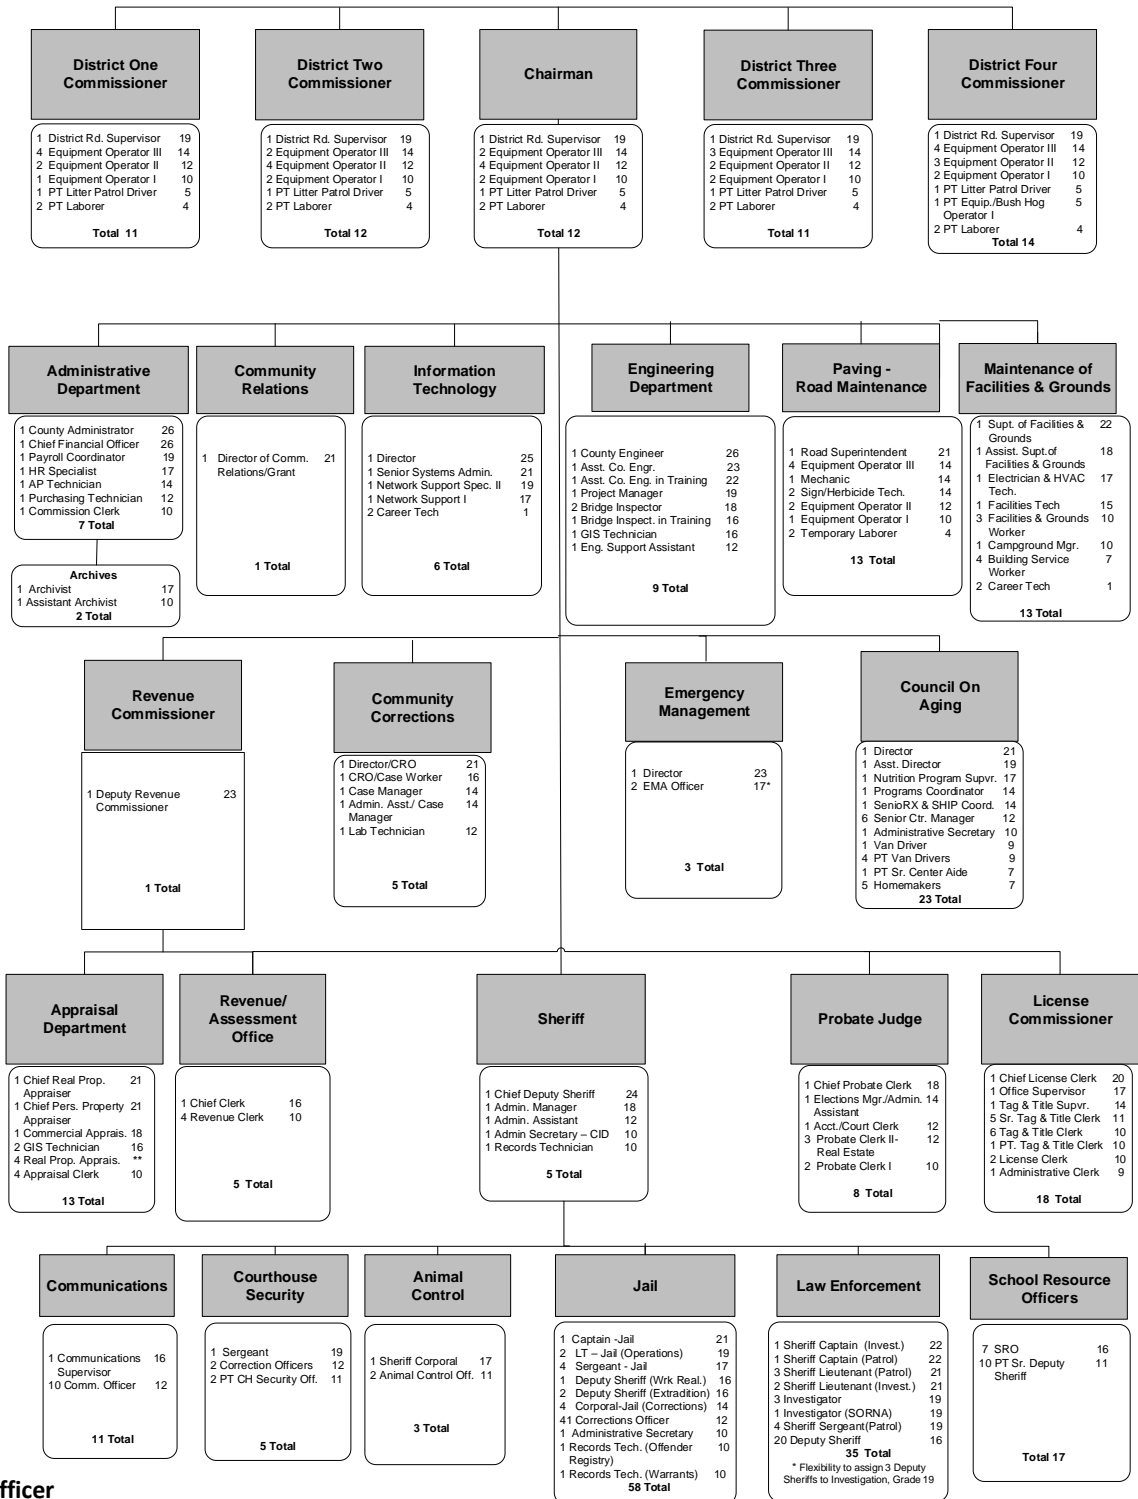 District One
Commissioner
1 District Rd. Supervisor 19
4 Equipment Operator III 14
2 Equipment Operator II 12
1 Equipment Operator I 10
1 PT Litter Patrol Driver 5
2 PT Laborer 4
Total 11
District Two
Commissioner
1 District Rd. Supervisor 19
2 Equipment Operator III 14
4 Equipment Operator II 12
2 Equipment Operator I 10
1 PT Litter Patrol Driver 5
2 PT Laborer 4
Total 12
Chairman
1 District Rd. Supervisor 19
2 Equipment Operator III 14
4 Equipment Operator II 12
2 Equipment Operator I 10
1 PT Litter Patrol Driver 5
2 PT Laborer 4
Total 12
District Three
Commissioner
1 District Rd. Supervisor 19
3 Equipment Operator III 14
2 Equipment Operator II 12
2 Equipment Operator I 10
1 PT Litter Patrol Driver 5
2 PT Laborer 4
Total 11
District Four
Commissioner
1 District Rd. Supervisor 19
4 Equipment Operator III 14
3 Equipment Operator II 12
2 Equipment Operator I 10
1 PT Litter Patrol Driver 5
1 PT Equip./Bush Hog 5
Operator I
2 PT Laborer 4
Total 14
Administrative
Department
1 County Administrator 26
1 Chief Financial Officer 26
1 Payroll Coordinator 19
1 HR Specialist 17
1 AP Technician 14
1 Purchasing Technician 12
1 Commission Clerk 10
7 Total
Archives
1 Archivist 17
1 Assistant Archivist 10
2 Total
Community
Relations
1 Director of Comm. 21
Relations/Grant
1 Total
Information
Technology
1 Director 25
1 Senior Systems Admin. 21
1 Network Support Spec. II 19
1 Network Support I 17
2 Career Tech 1
6 Total
Engineering
Department
1 County Engineer 26
1 Asst. Co. Engr. 23
1 Asst. Co. Eng. in Training 22
1 Project Manager 19
2 Bridge Inspector 18
1 Bridge Inspect. in Training 16
1 GIS Technician 16
1 Eng. Support Assistant 12
9 Total
Paving -
Road Maintenance
1 Road Superintendent 21
4 Equipment Operator III 14
1 Mechanic 14
2 Sign/Herbicide Tech. 14
2 Equipment Operator II 12
1 Equipment Operator I 10
2 Temporary Laborer 4
13 Total
Maintenance of
Facilities & Grounds
1 Supt. of Facilities & 22
Grounds
1 Assist. Supt.of 18
Facilities & Grounds
1 Electrician & HVAC 17
Tech.
1 Facilities Tech 15
3 Facilities & Grounds 10
Worker
1 Campground Mgr. 10
4 Building Service 7
Worker
2 Career Tech 1
13 Total
Revenue
Commissioner
1 Deputy Revenue 23
Commissioner
1 Total
Community
Corrections
1 Director/CRO 21
1 CRO/Case Worker 16
1 Case Manager 14
1 Admin. Asst./ Case 14
Manager
1 Lab Technician 12
5 Total
Emergency
Management
1 Director 23
2 EMA Officer 17*
3 Total
Council On
Aging
1 Director 21
1 Asst. Director 19
1 Nutrition Program Supvr. 17
1 Programs Coordinator 14
1 SenioRX & SHIP Coord. 14
6 Senior Ctr. Manager 12
1 Administrative Secretary 10
1 Van Driver 9
4 PT Van Drivers 9
1 PT Sr. Center Aide 7
5 Homemakers 7
23 Total
Appraisal
Department
1 Chief Real Prop. 21
Appraiser
1 Chief Pers. Property 21
Appraiser
1 Commercial Apprais. 18
2 GIS Technician 16
4 Real Prop. Apprais. **
4 Appraisal Clerk 10
13 Total
Revenue/
Assessment
Office
1 Chief Clerk 16
4 Revenue Clerk 10
5 Total
Sheriff
1 Chief Deputy Sheriff 24
1 Admin. Manager 18
1 Admin. Assistant 12
1 Admin Secretary – CID 10
1 Records Technician 10
5 Total
Probate Judge
1 Chief Probate Clerk 18
1 Elections Mgr./Admin. 14
Assistant
1 Acct./Court Clerk 12
3 Probate Clerk II- 12
Real Estate
2 Probate Clerk I 10
8 Total
License
Commissioner
1 Chief License Clerk 20
1 Office Supervisor 17
1 Tag & Title Supvr. 14
5 Sr. Tag & Title Clerk 11
6 Tag & Title Clerk 10
1 PT. Tag & Title Clerk 10
2 License Clerk 10
1 Administrative Clerk 9
18 Total
Communications
1 Communications 16
Supervisor
10 Comm. Officer 12
11 Total
Courthouse
Security
1 Sergeant 19
2 Correction Officers 12
2 PT CH Security Off. 11
5 Total
Animal
Control
1 Sheriff Corporal 17
2 Animal Control Off. 11
3 Total
Jail
1 Captain -Jail 21
2 LT – Jail (Operations) 19
4 Sergeant - Jail 17
1 Deputy Sheriff (Wrk Real.) 16
2 Deputy Sheriff (Extradition) 16
4 Corporal-Jail (Corrections) 14
41 Corrections Officer 12
1 Administrative Secretary 10
1 Records Tech. (Offender 10
Registry)
1 Records Tech. (Warrants) 10
58 Total
Law Enforcement
1 Sheriff Captain (Invest.) 22
1 Sheriff Captain (Patrol) 22
3 Sheriff Lieutenant (Patrol) 21
2 Sheriff Lieutenant (Invest.) 21
3 Investigator 19
1 Investigator (SORNA) 19
4 Sheriff Sergeant(Patrol) 19
20 Deputy Sheriff 16
35 Total
* Flexibility to assign 3 Deputy
Sheriffs to Investigation, Grade 19
School Resource
Officers
7 SRO 16
10 PT Sr. Deputy 11
Sheriff
Total 17
fficer